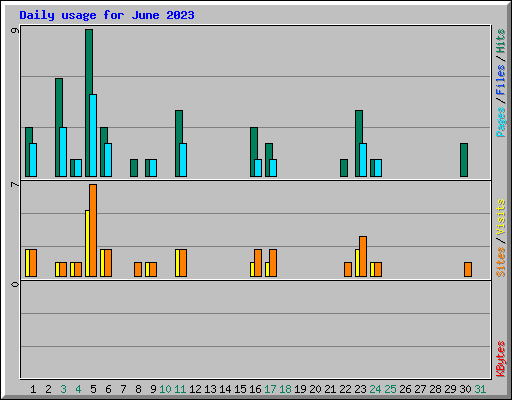 Daily usage for June 2023
9
Pages/Files/Hits
7
Sites/Visits
0
KBytes
1 2 3 4 5 6 7 8 9 10 11 12 13 14 15 16 17 18 19 20 21 22 23 24 25 26 27 28 29 30 31